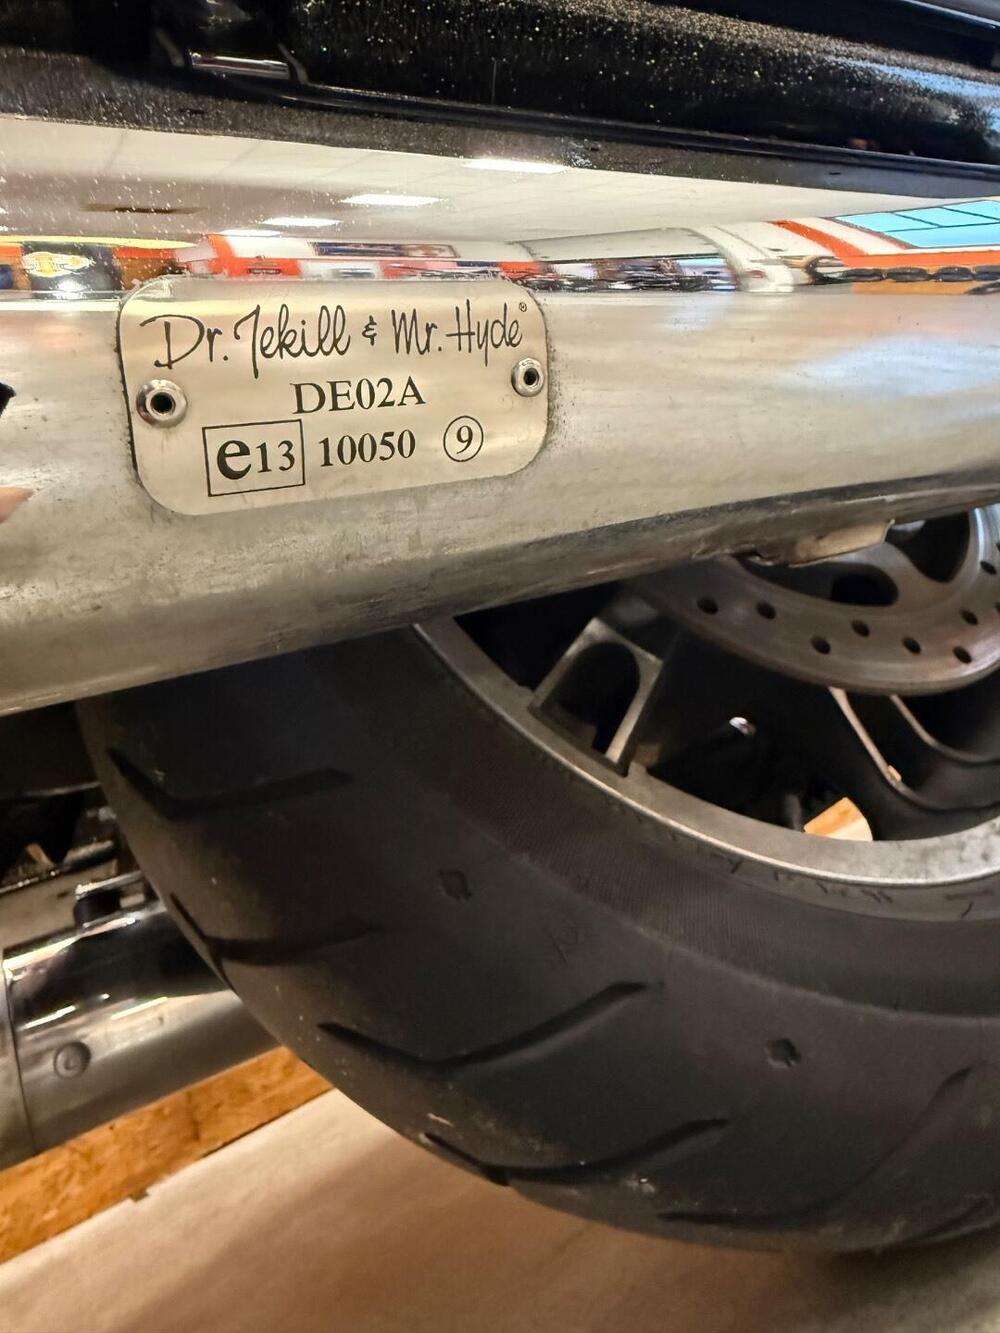 Dr. Jekill & Mr. Hyde®
DE02A
e13 10050 9